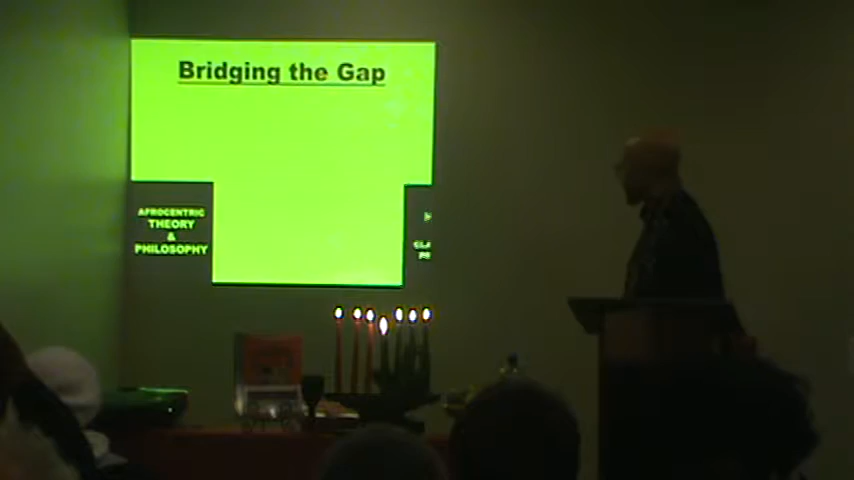 Bridging the Gap
AFROCENTRIC
THEORY
&
PHILOSOPHY